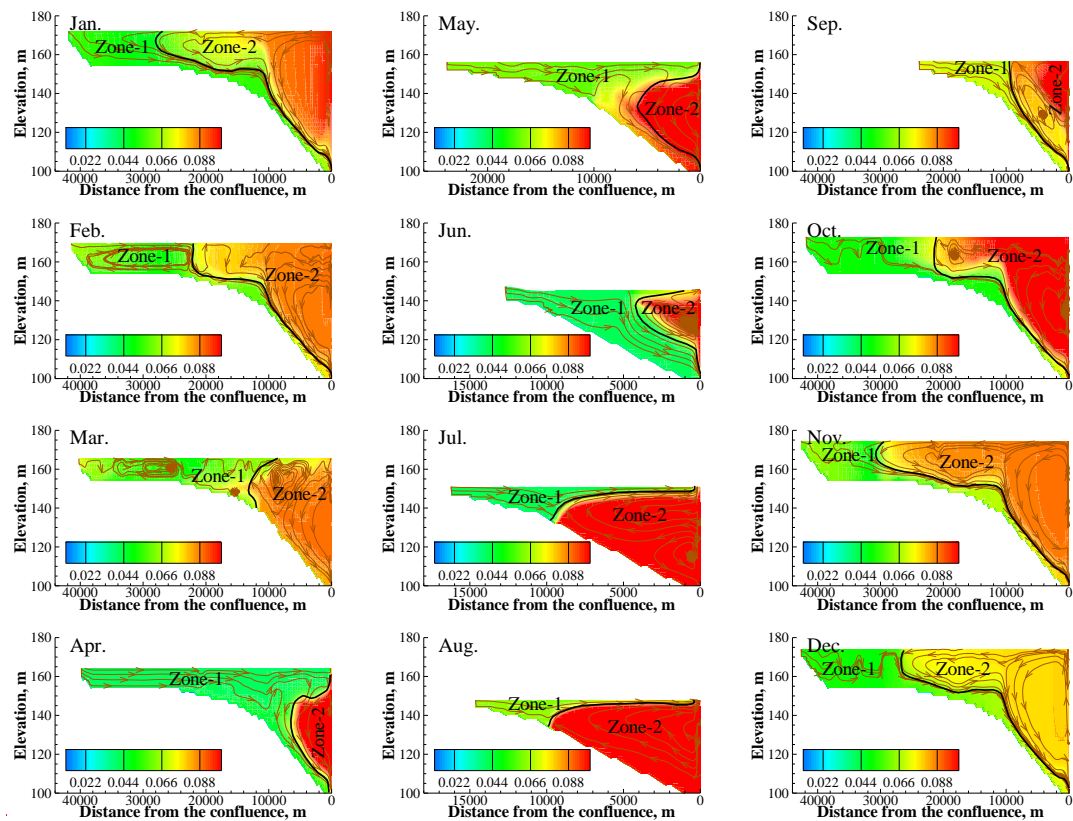 Jan.
Zone-1
Zone-2
Elevation, m
180
160
140
120
100
0.022 0.044 0.066 0.088
40000 30000 20000 10000 0
Distance from the confluence, m
May.
Zone-1
Zone-2
Elevation, m
180
160
140
120
100
0.022 0.044 0.066 0.088
20000 10000 0
Distance from the confluence, m
Sep.
Zone-1
Zone-2
Elevation, m
180
160
140
120
100
0.022 0.044 0.066 0.088
40000 30000 20000 10000 0
Distance from the confluence, m
Feb.
Zone-1
Zone-2
Elevation, m
180
160
140
120
100
0.022 0.044 0.066 0.088
40000 30000 20000 10000 0
Distance from the confluence, m
Jun.
Zone-1
Zone-2
Elevation, m
180
160
140
120
100
0.022 0.044 0.066 0.088
15000 10000 5000 0
Distance from the confluence, m
Oct.
Zone-1
Zone-2
Elevation, m
180
160
140
120
100
0.022 0.044 0.066 0.088
40000 30000 20000 10000 0
Distance from the confluence, m
Mar.
Zone-1
Zone-2
Elevation, m
180
160
140
120
100
0.022 0.044 0.066 0.088
40000 30000 20000 10000 0
Distance from the confluence, m
Jul.
Zone-1
Zone-2
Elevation, m
180
160
140
120
100
0.022 0.044 0.066 0.088
15000 10000 5000 0
Distance from the confluence, m
Nov.
Zone-1
Zone-2
Elevation, m
180
160
140
120
100
0.022 0.044 0.066 0.088
40000 30000 20000 10000 0
Distance from the confluence, m
Apr.
Zone-1
Zone-2
Elevation, m
180
160
140
120
100
0.022 0.044 0.066 0.088
40000 30000 20000 10000 0
Distance from the confluence, m
Aug.
Zone-1
Zone-2
Elevation, m
180
160
140
120
100
0.022 0.044 0.066 0.088
15000 10000 5000 0
Distance from the confluence, m
Dec.
Zone-1
Zone-2
Elevation, m
180
160
140
120
100
0.022 0.044 0.066 0.088
40000 30000 20000 10000 0
Distance from the confluence, m